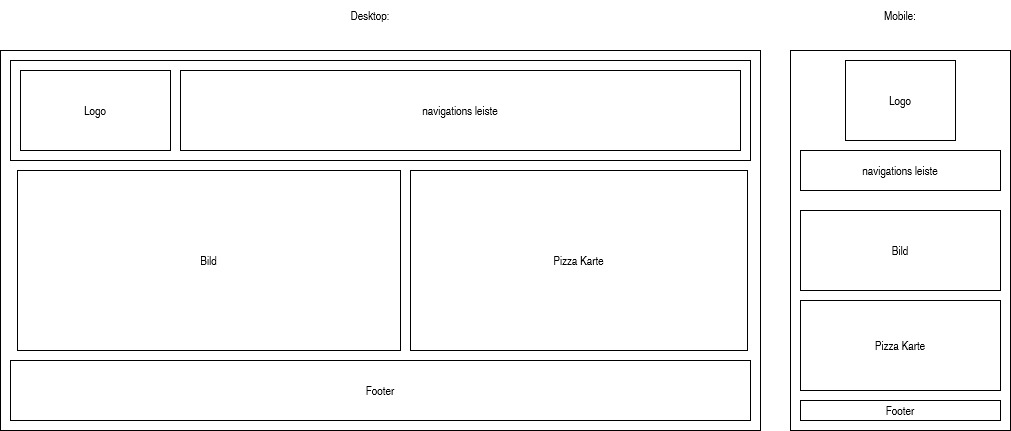 Desktop:
Mobile:
Logo
navigations leiste
Bild
Pizza Karte
Footer
Logo
navigations leiste
Bild
Pizza Karte
Footer